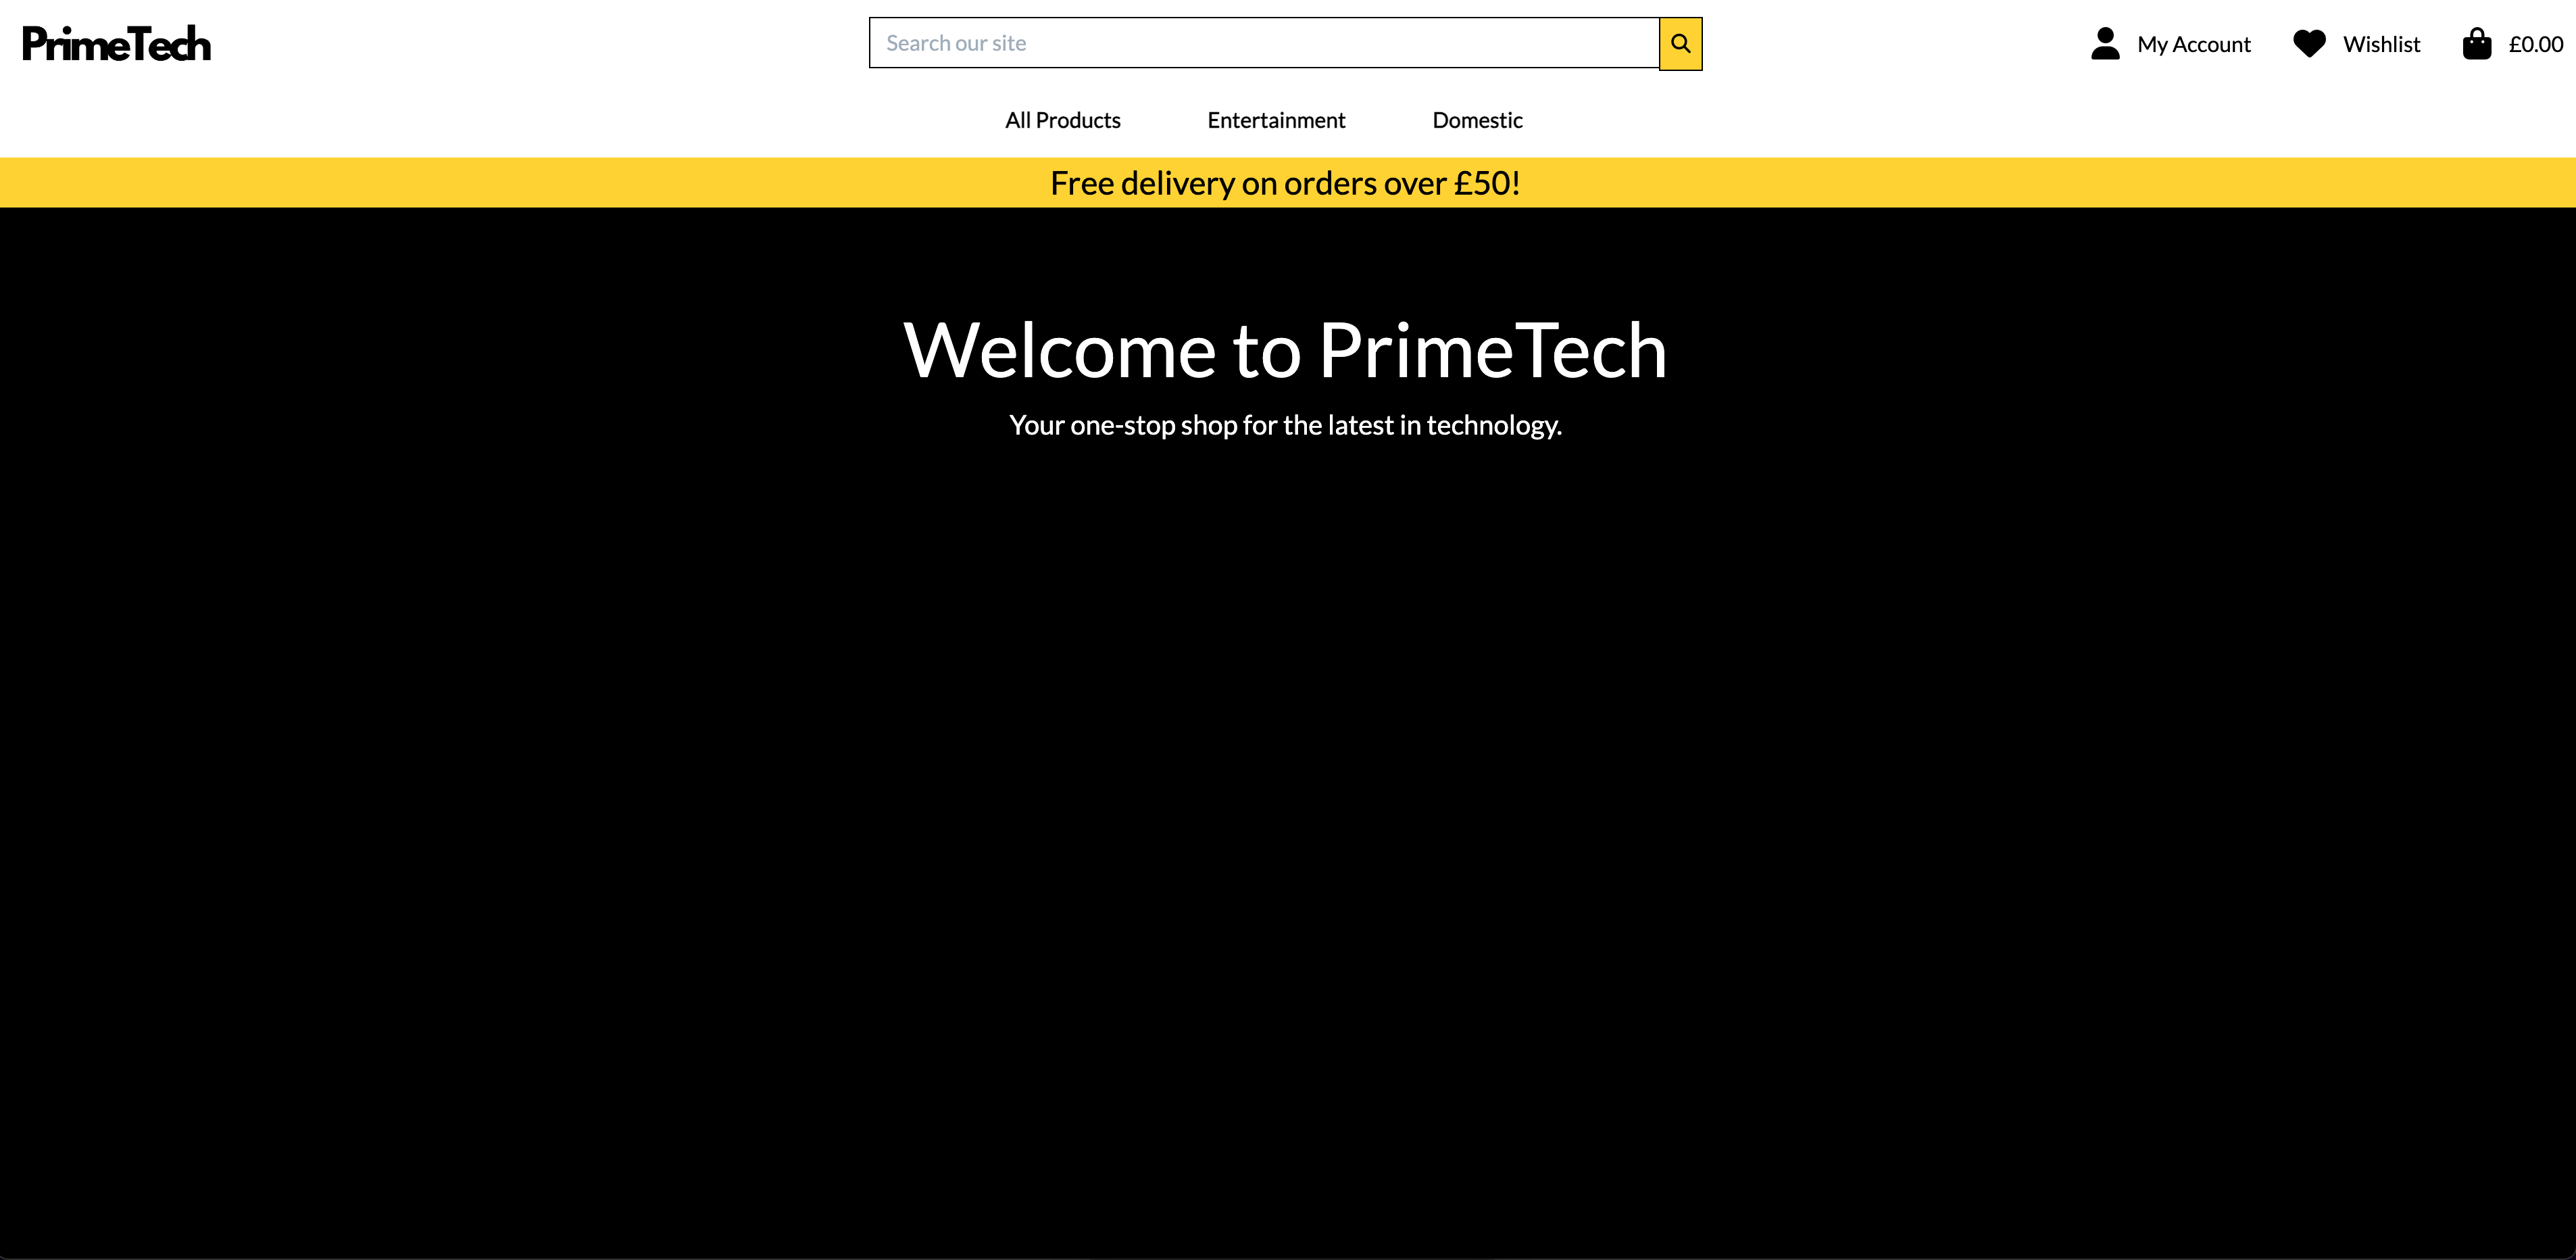 PrimeTech
Search our site
My Account
Wishlist
£0.00
All Products
Entertainment
Domestic
Free delivery on orders over £50!
Welcome to PrimeTech
Your one-stop shop for the latest in technology.